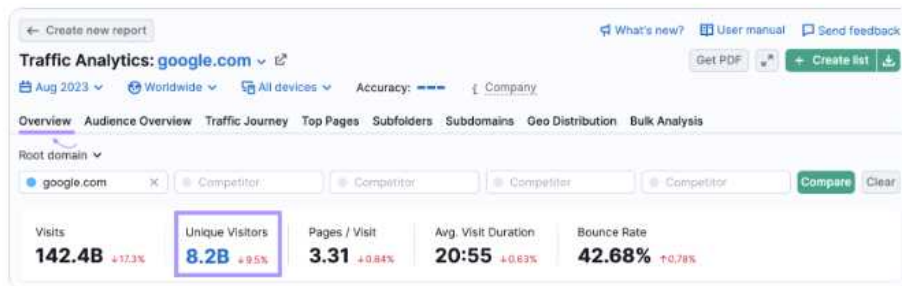 ← Create new report What's new? User manual Send feedback
Traffic Analytics: google.com Get PDF + Create list
Aug 2023 Worldwide All devices Accuracy: { Company
Overview Audience Overview Traffic Journey Top Pages Subfolders Subdomains Geo Distribution Bulk Analysis
Root domain
google.com × Competitor Competitor Competitor Competitor Compare Clear
Visits Unique Visitors Pages / Visit Avg. Visit Duration Bounce Rate
142.4B ↓17.3% 8.2B ↓9.5% 3.31 ↓0.84% 20:55 ↓0.63% 42.68% ↑0.78%